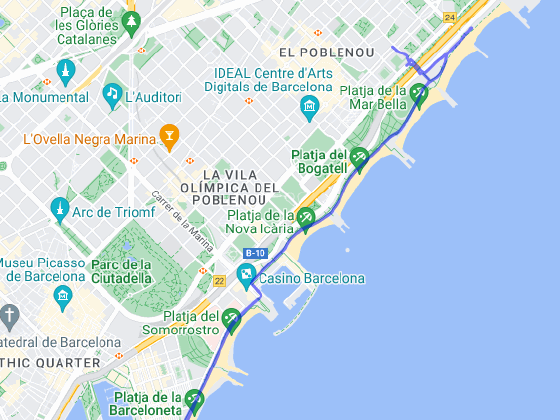 Plaça de
les Glòries
Catalanes
24
EL POBLENOU
La Monumental
L'Auditori
IDEAL Centre d'Arts
Digitals de Barcelona
Platja de la
Mar Bella
L'Ovella Negra Marina
Platja del
Bogatell
LA VILA
OLÍMPICA DEL
POBLENOU
Carrer de la Marina
Arc de Triomf
Platja de la
Nova Icària
B-10
Museu Picasso
de Barcelona
Parc de la
Ciutadella
22
Casino Barcelona
Platja del
Somorrostro
atedral de Barcelona
THIC QUARTER
Platja de la
Barceloneta